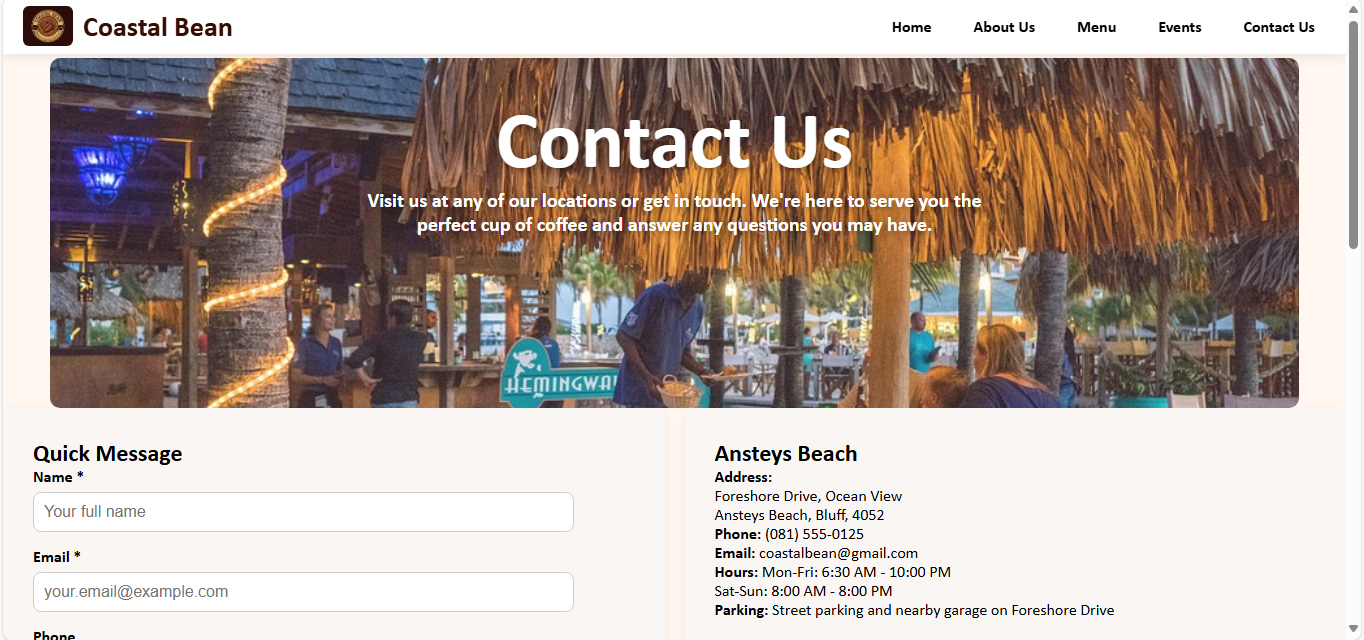 Coastal Bean
Home
About Us
Menu
Events
Contact Us
Contact Us
Visit us at any of our locations or get in touch. We're here to serve you the
perfect cup of coffee and answer any questions you may have.
Quick Message
Name *
Your full name
Email *
your.email@example.com
Phone
Ansteys Beach
Address:
Foreshore Drive, Ocean View
Ansteys Beach, Bluff, 4052
Phone: (081) 555-0125
Email: coastalbean@gmail.com
Hours: Mon-Fri: 6:30 AM - 10:00 PM
Sat-Sun: 8:00 AM - 8:00 PM
Parking: Street parking and nearby garage on Foreshore Drive